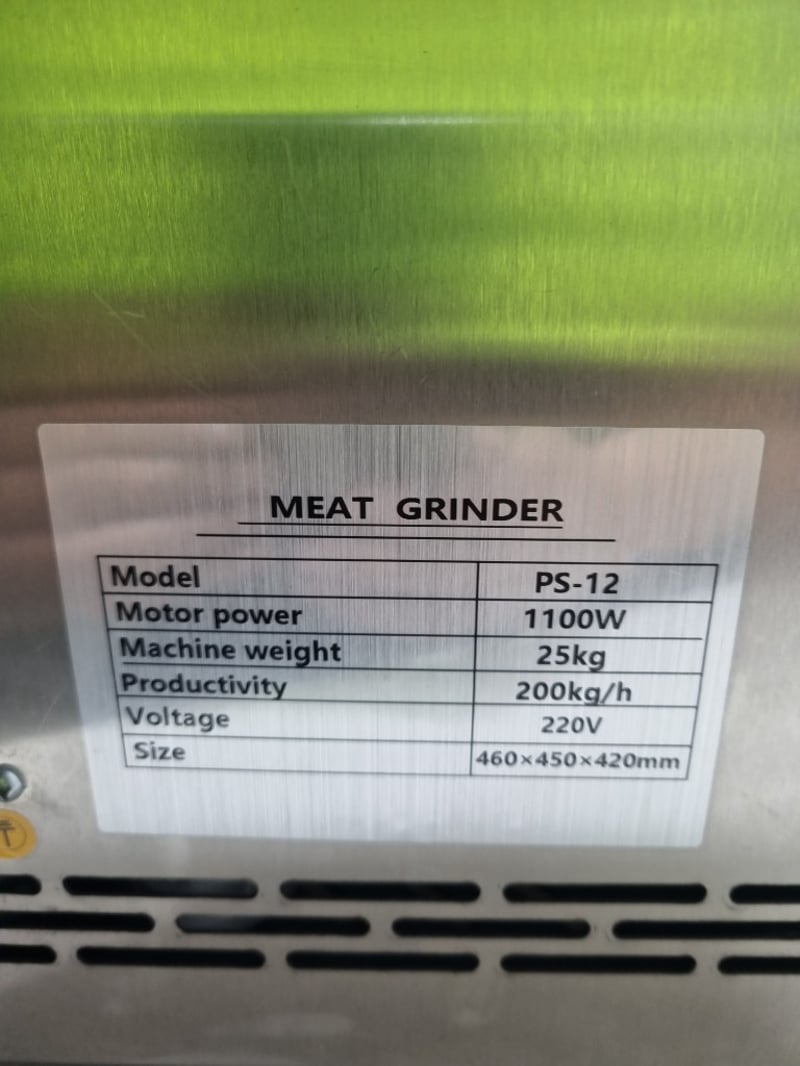 MEAT GRINDER
Model PS-12
Motor power 1100W
Machine weight 25kg
Productivity 200kg/h
Voltage 220V
Size 460×450×420mm